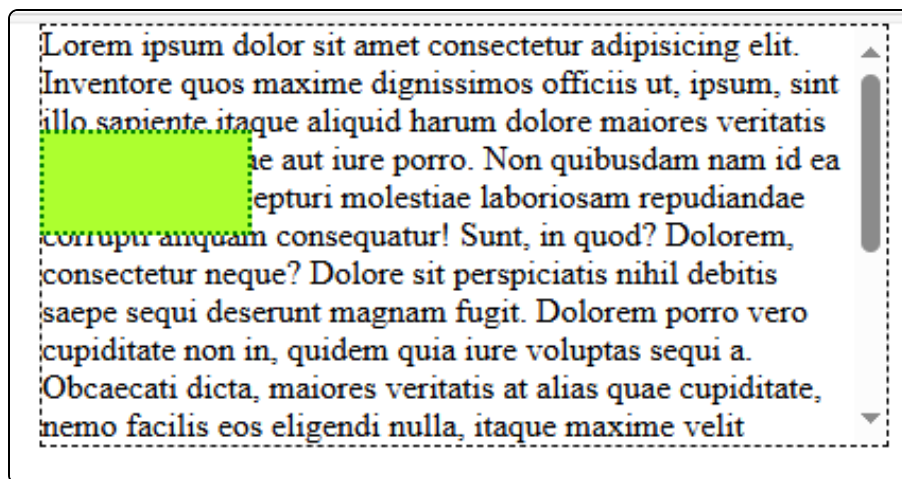 Lorem ipsum dolor sit amet consectetur adipisicing elit.
Inventore quos maxime dignissimos officiis ut, ipsum, sint
illo sapiente itaque aliquid harum dolore maiores veritatis
aut iure porro. Non quibusdam nam id ea
molestiae laboriosam repudiandae
corrupti aliquam consequatur! Sunt, in quod? Dolorem,
consectetur neque? Dolore sit perspiciatis nihil debitis
saepe sequi deserunt magnam fugit. Dolorem porro vero
cupiditate non in, quidem quia iure voluptas sequi a.
Obcaecati dicta, maiores veritatis at alias quae cupiditate,
nemo facilis eos eligendi nulla, itaque maxime velit